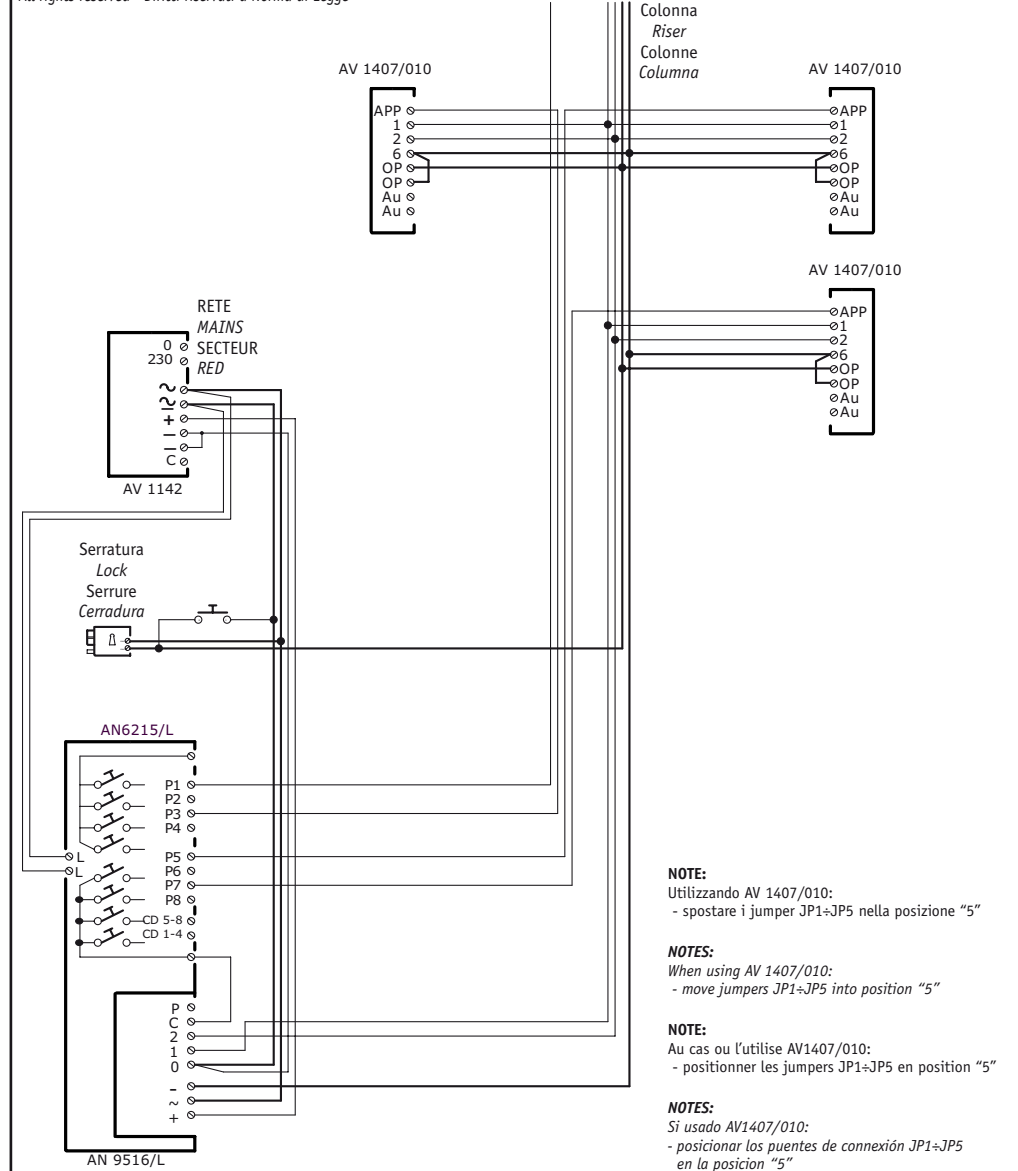 All rights reserved - Diritti Riservati a Norma di Legge
Colonna
Riser
Colonne
Columna
AV 1407/010
APP
1
2
6
OP
OP
Au
Au
AV 1407/010
APP
1
2
6
OP
OP
Au
Au
AV 1407/010
APP
1
2
6
OP
OP
Au
Au
RETE
MAINS
SECTEUR
RED
0
230
~
~
+
—
—
C
AV 1142
Serratura
Lock
Serrure
Cerradura
AN6215/L
P1
P2
P3
P4
L
L
P5
P6
P7
P8
CD 5-8
CD 1-4
P
C
2
1
0
-
~
+
AN 9516/L
NOTE:
Utilizzando AV 1407/010:
- spostare i jumper JP1÷JP5 nella posizione “5”
NOTES:
When using AV 1407/010:
- move jumpers JP1÷JP5 into position “5”
NOTE:
Au cas ou l’utilise AV1407/010:
- positionner les jumpers JP1÷JP5 en position “5”
NOTES:
Si usado AV1407/010:
- posicionar los puentes de connexión JP1÷JP5
en la posicion “5”